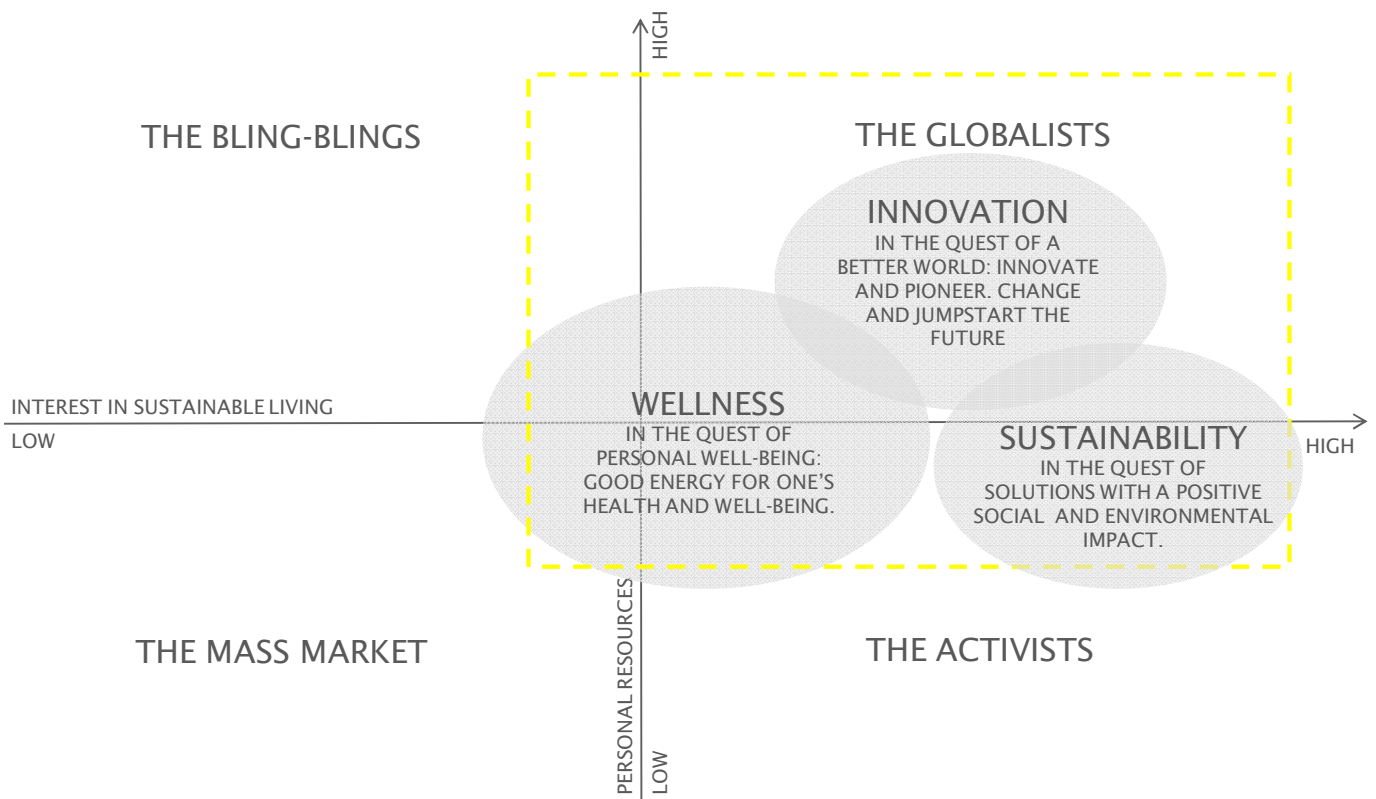 HIGH
THE BLING-BLINGS
THE GLOBALISTS
INNOVATION
IN THE QUEST OF A
BETTER WORLD: INNOVATE
AND PIONEER. CHANGE
AND JUMPSTART THE
FUTURE
INTEREST IN SUSTAINABLE LIVING
LOW
WELLNESS
IN THE QUEST OF
PERSONAL WELL-BEING:
GOOD ENERGY FOR ONE'S
HEALTH AND WELL-BEING.
SUSTAINABILITY
IN THE QUEST OF
SOLUTIONS WITH A POSITIVE
SOCIAL AND ENVIRONMENTAL
IMPACT.
HIGH
THE MASS MARKET
PERSONAL RESOURCES
LOW
THE ACTIVISTS